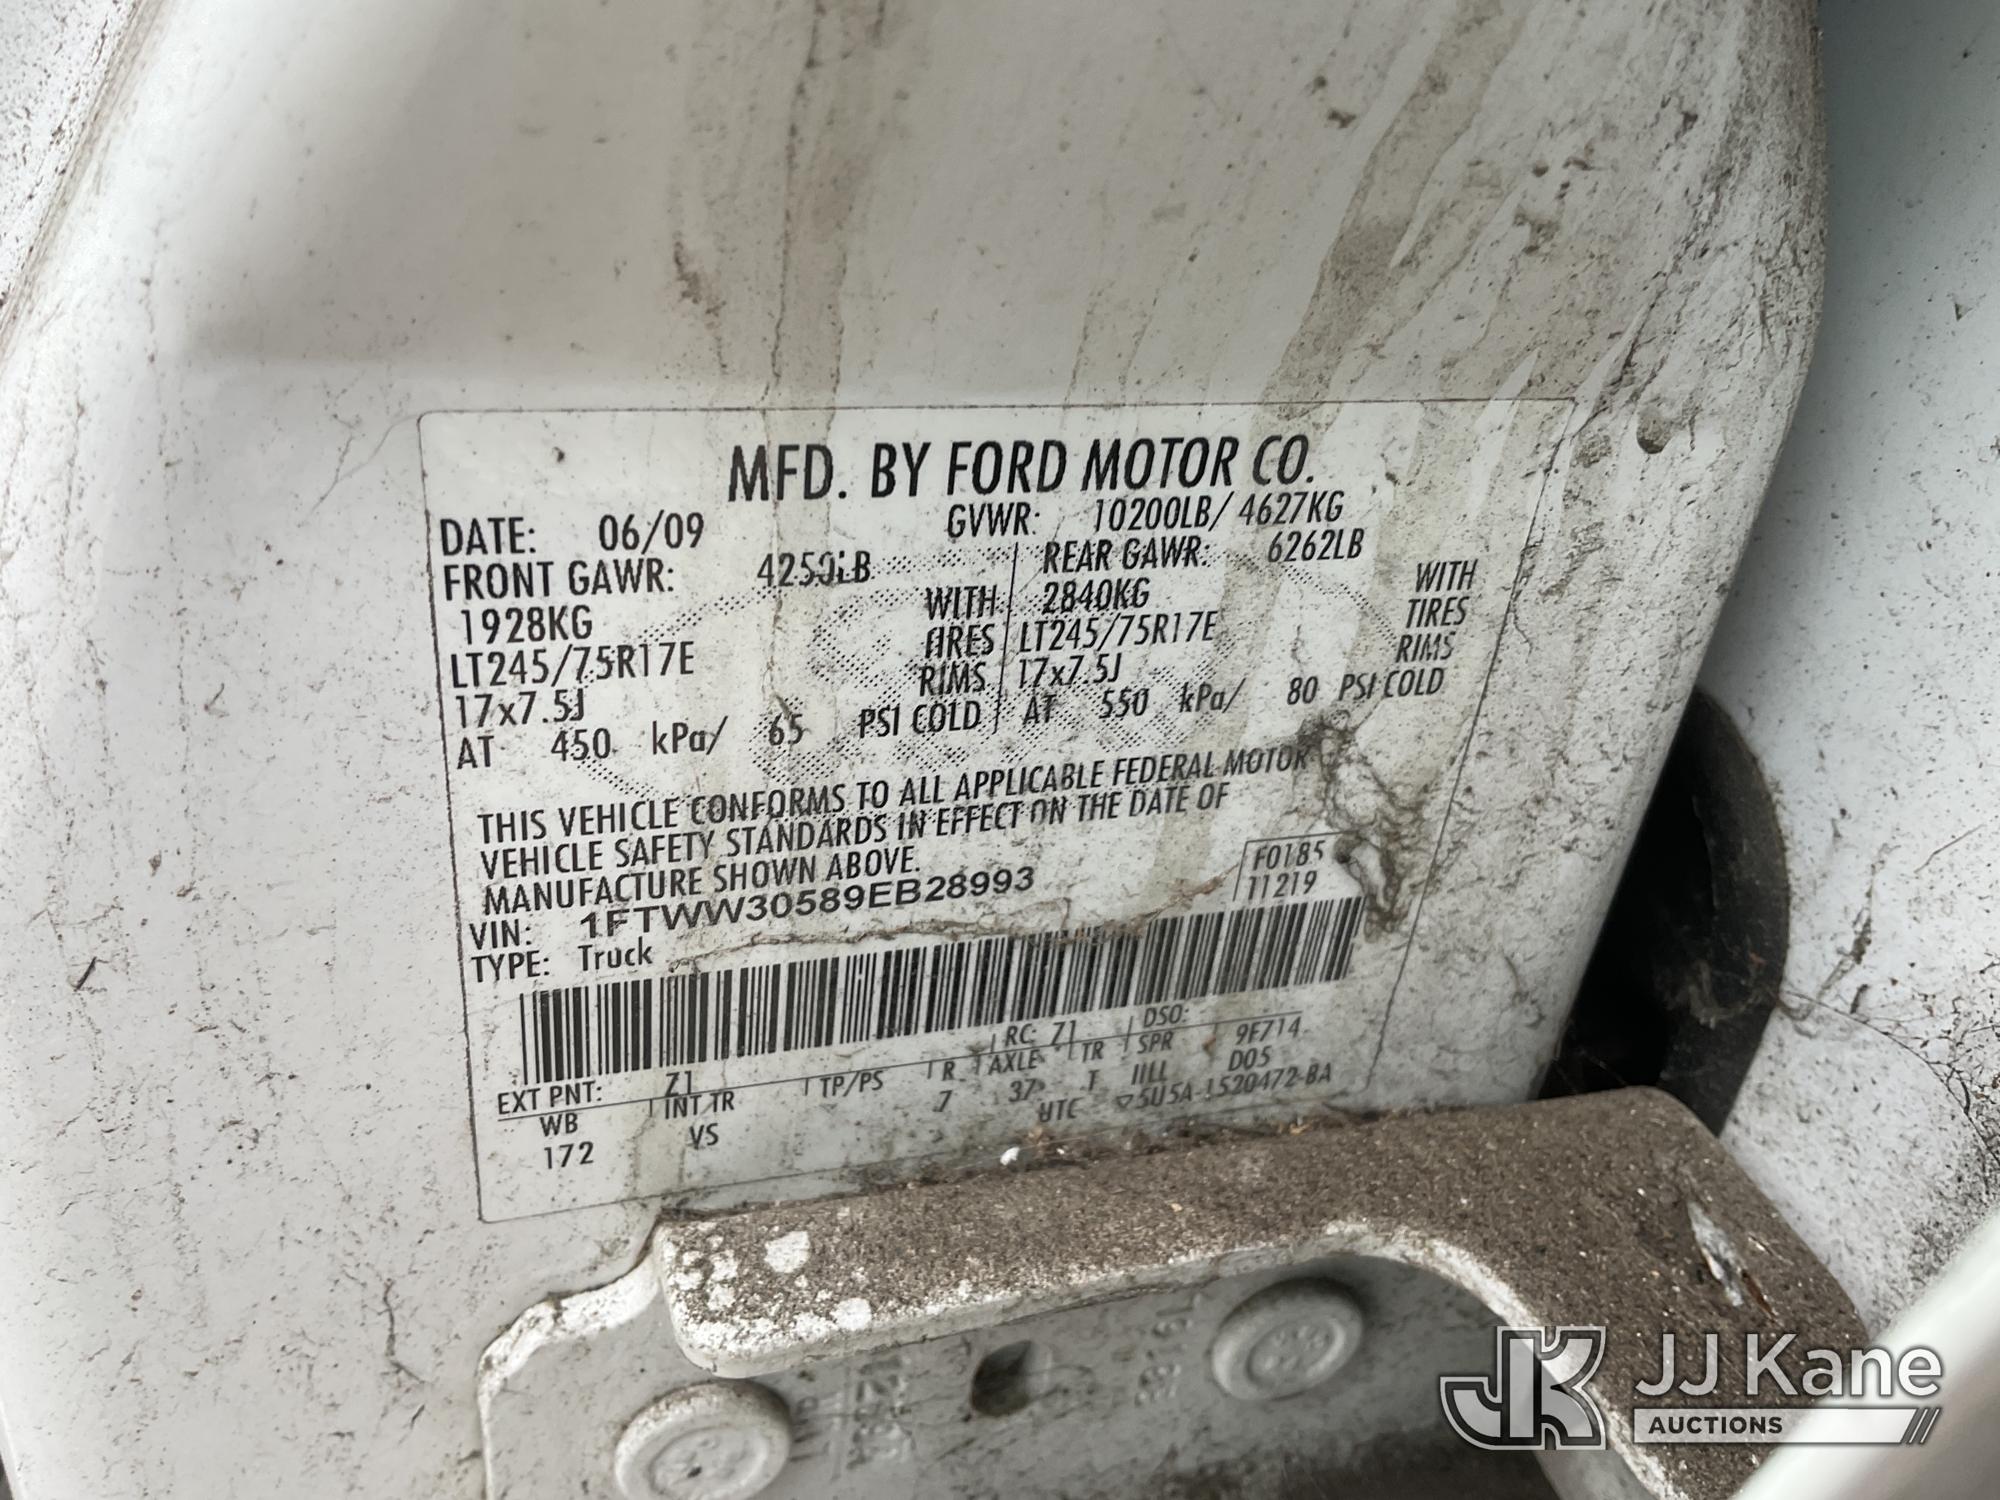 MFD. BY FORD MOTOR CO.
DATE: 06/09 GVWR: 10200LB/ 4627KG
FRONT GAWR: 4250LB REAR GAWR: 6262LB
1928KG WITH 2840KG WITH
LT245/75R17E TIRES LT245/75R17E TIRES
17x7.5J RIMS 17x7.5J RIMS
AT 450 kPa/ 65 PSI COLD AT 550 kPa/ 80 PSI COLD
THIS VEHICLE CONFORMS TO ALL APPLICABLE FEDERAL MOTOR
VEHICLE SAFETY STANDARDS IN EFFECT ON THE DATE OF
MANUFACTURE SHOWN ABOVE.
F0185
11219
VIN: 1FTWW30589EB28993
TYPE: Truck
EXT PNT: Z1 RC: 71 DSO:
WB INT TR TP/PS R AXLE TR SPR 9F714
172 VS 7 37 T D05
UTC ▽5U5A-1520472-BA
JJ Kane
AUCTIONS